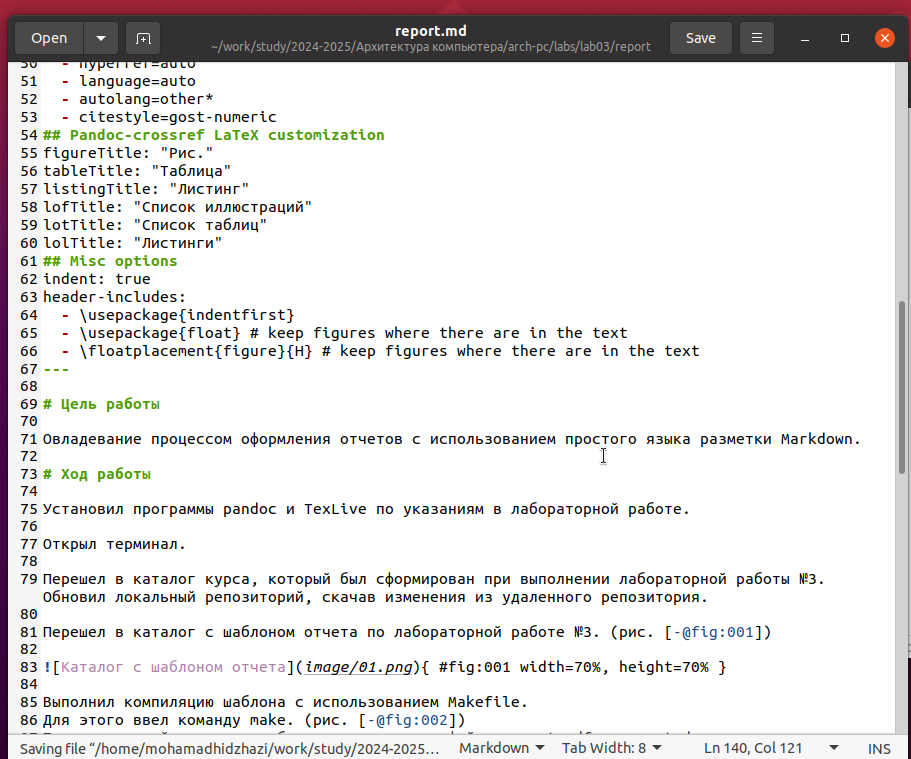 Open
report.md
~/work/study/2024-2025/Архитектура компьютера/arch-pc/labs/lab03/report
Save
50   - hyperref=auto
51   - language=auto
52   - autolang=other*
53   - citestyle=gost-numeric
54 ## Pandoc-crossref LaTeX customization
55 figureTitle: "Рис."
56 tableTitle: "Таблица"
57 listingTitle: "Листинг"
58 lofTitle: "Список иллюстраций"
59 lotTitle: "Список таблиц"
60 lolTitle: "Листинги"
61 ## Misc options
62 indent: true
63 header-includes:
64   - \usepackage{indentfirst}
65   - \usepackage{float} # keep figures where there are in the text
66   - \floatplacement{figure}{H} # keep figures where there are in the text
67 ---
68
69 # Цель работы
70
71 Овладевание процессом оформления отчетов с использованием простого языка разметки Markdown.
72
73 # Ход работы
74
75 Установил программы pandoc и TexLive по указаниям в лабораторной работе.
76
77 Открыл терминал.
78
79 Перешел в каталог курса, который был сформирован при выполнении лабораторной работы №3.
Обновил локальный репозиторий, скачав изменения из удаленного репозитория.
80
81 Перешел в каталог с шаблоном отчета по лабораторной работе №3. (рис. [-@fig:001])
82
83 ![Каталог с шаблоном отчета](image/01.png){ #fig:001 width=70%, height=70% }
84
85 Выполнил компиляцию шаблона с использованием Makefile.
86 Для этого ввел команду make. (рис. [-@fig:002])
Saving file “/home/mohamadhidzhazi/work/study/2024-2025…
Markdown
Tab Width: 8
Ln 140, Col 121
INS